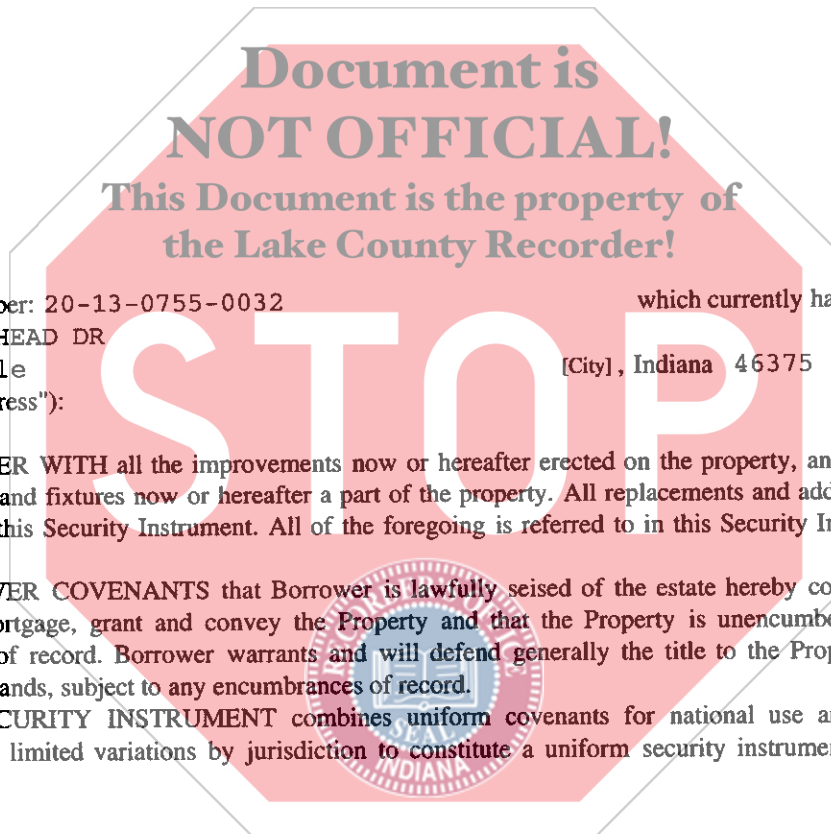 Document is
NOT OFFICIAL!
This Document is the property of
the Lake County Recorder!
ber: 20-13-0755-0032 which currently ha
HEAD DR
le [City] , Indiana 46375
ress"):
STOP
ER WITH all the improvements now or hereafter erected on the property, an
and fixtures now or hereafter a part of the property. All replacements and add
this Security Instrument. All of the foregoing is referred to in this Security In
VER COVENANTS that Borrower is lawfully seised of the estate hereby co
ortgage, grant and convey the Property and that the Property is unencumbe
of record. Borrower warrants and will defend generally the title to the Prop
ands, subject to any encumbrances of record.
CURITY INSTRUMENT combines uniform covenants for national use an
limited variations by jurisdiction to constitute a uniform security instrumen
RECORDER'S OFFICE
SEAL
INDIANA